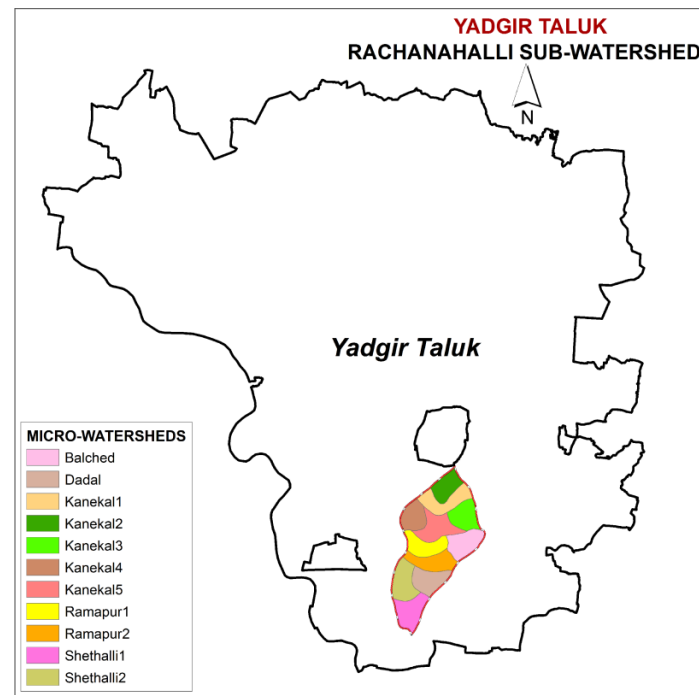 YADGIR TALUK
RACHANAHALLI SUB-WATERSHED
N
Yadgir Taluk
MICRO-WATERSHEDS
Balched
Dadal
Kanekal1
Kanekal2
Kanekal3
Kanekal4
Kanekal5
Ramapur1
Ramapur2
Shethalli1
Shethalli2